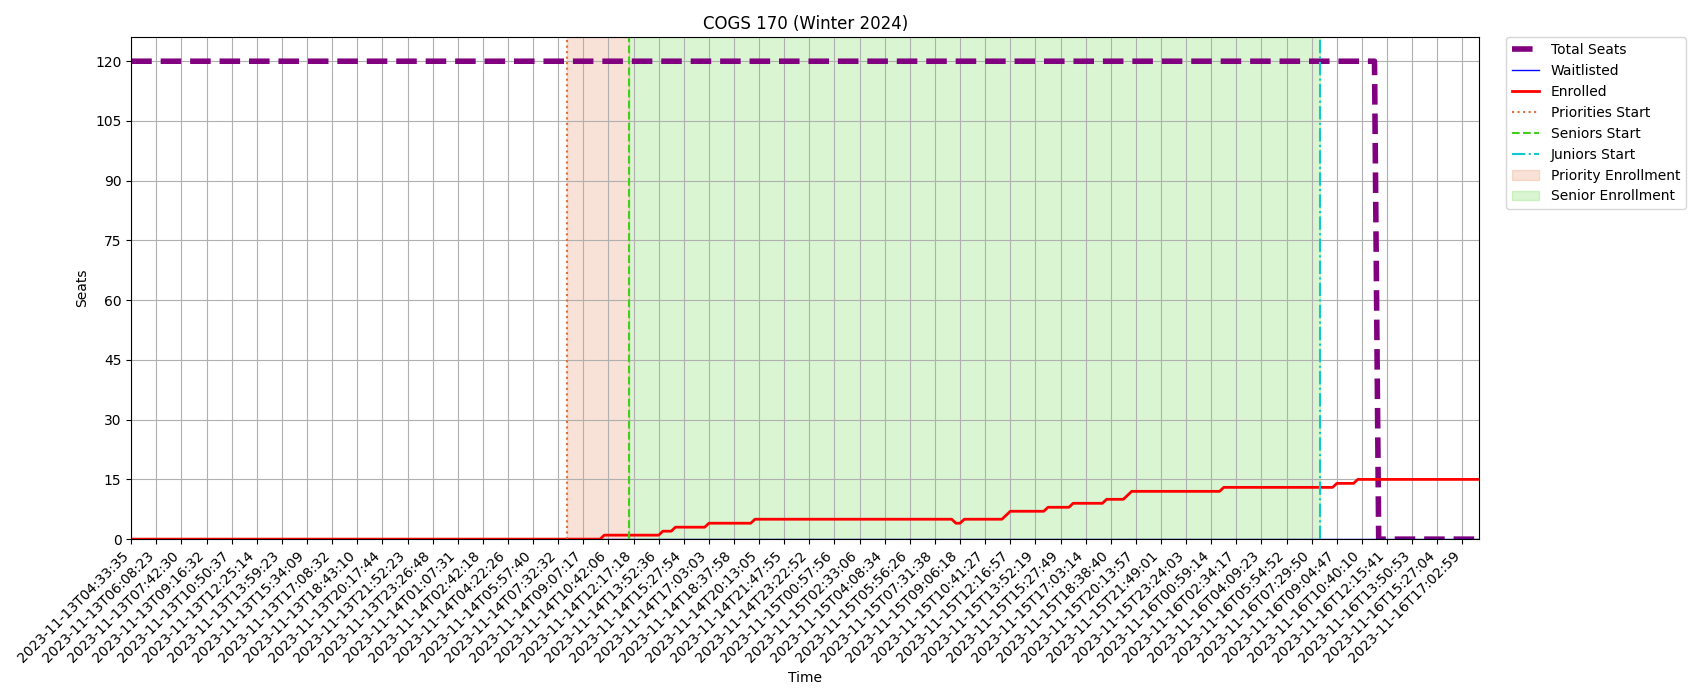 COGS 170 (Winter 2024)
120
105
90
75
60
45
30
15
0
Seats
2023-11-13T04:33:35
2023-11-13T06:08:23
2023-11-13T07:42:30
2023-11-13T09:16:32
2023-11-13T10:50:37
2023-11-13T12:25:14
2023-11-13T13:59:23
2023-11-13T15:34:09
2023-11-13T17:08:32
2023-11-13T18:43:10
2023-11-13T20:17:44
2023-11-13T21:52:23
2023-11-13T23:26:48
2023-11-14T01:07:31
2023-11-14T02:42:18
2023-11-14T04:22:26
2023-11-14T05:57:40
2023-11-14T07:32:32
2023-11-14T09:07:17
2023-11-14T10:42:06
2023-11-14T12:17:18
2023-11-14T13:52:36
2023-11-14T15:27:54
2023-11-14T17:03:03
2023-11-14T18:37:58
2023-11-14T20:13:05
2023-11-14T21:47:55
2023-11-14T23:22:52
2023-11-15T00:57:56
2023-11-15T02:33:06
2023-11-15T04:08:34
2023-11-15T05:56:26
2023-11-15T07:31:38
2023-11-15T09:06:18
2023-11-15T10:41:27
2023-11-15T12:16:57
2023-11-15T13:52:19
2023-11-15T15:27:49
2023-11-15T17:03:14
2023-11-15T18:38:40
2023-11-15T20:13:57
2023-11-15T21:49:01
2023-11-15T23:24:03
2023-11-16T00:59:14
2023-11-16T02:34:17
2023-11-16T04:09:23
2023-11-16T05:54:52
2023-11-16T07:29:50
2023-11-16T09:04:47
2023-11-16T10:40:10
2023-11-16T12:15:41
2023-11-16T13:50:53
2023-11-16T15:27:04
2023-11-16T17:02:59
Time
Total Seats
Waitlisted
Enrolled
Priorities Start
Seniors Start
Juniors Start
Priority Enrollment
Senior Enrollment